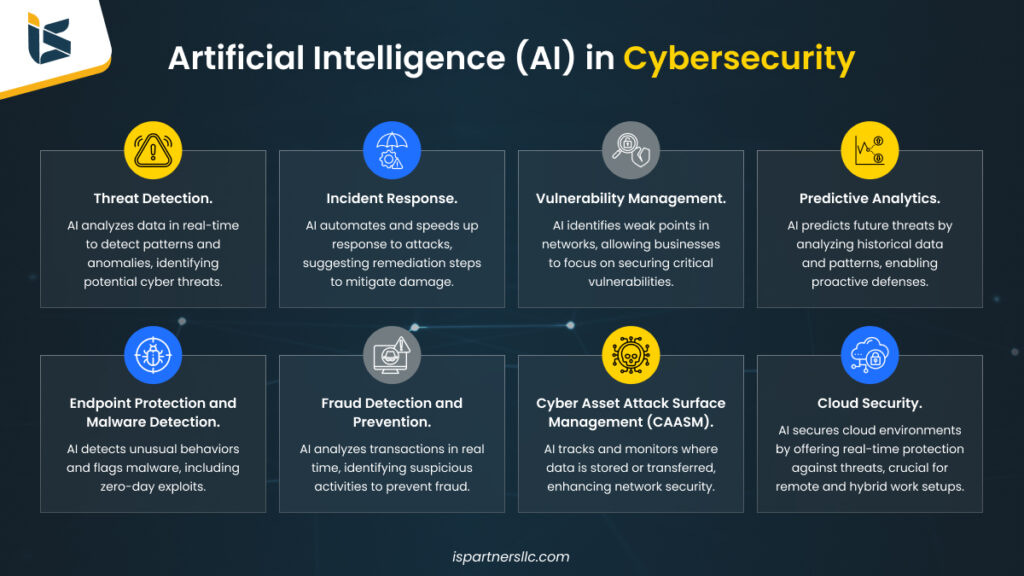 iS
Artificial Intelligence (AI) in Cybersecurity
Threat Detection.
AI analyzes data in real-time
to detect patterns and
anomalies, identifying
potential cyber threats.
Incident Response.
AI automates and speeds up
response to attacks,
suggesting remediation steps
to mitigate damage.
Vulnerability Management.
AI identifies weak points in
networks, allowing businesses
to focus on securing critical
vulnerabilities.
Predictive Analytics.
AI predicts future threats by
analyzing historical data
and patterns, enabling
proactive defenses.
Endpoint Protection and
Malware Detection.
AI detects unusual behaviors
and flags malware, including
zero-day exploits.
Fraud Detection and
Prevention.
AI analyzes transactions in real
time, identifying suspicious
activities to prevent fraud.
Cyber Asset Attack Surface
Management (CAASM).
AI tracks and monitors where
data is stored or transferred,
enhancing network security.
Cloud Security.
AI secures cloud environments
by offering real-time protection
against threats, crucial for
remote and hybrid work setups.
ispartnersllc.com